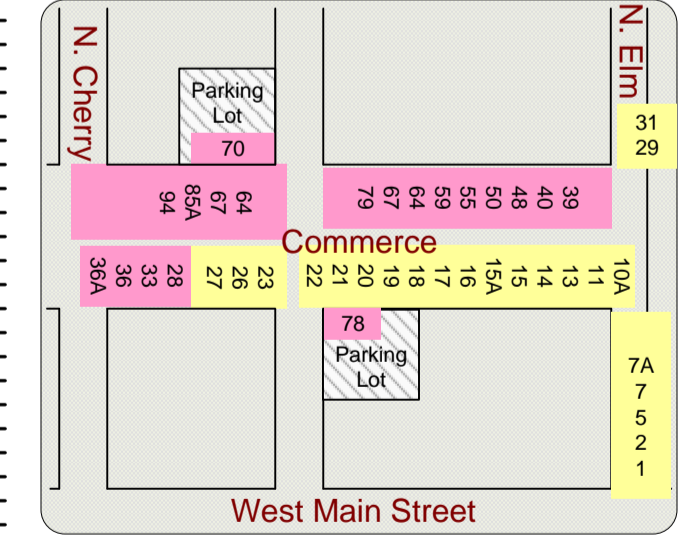 N. Cherry
N. Elm
Parking
Lot
70
31
29
94 85A 67 64
79 67 64 59 55 50 48 40 39
Commerce
36A 36 33 28 27 26 23
22 21 20 19 18 17 16 15A 15 14 13 11 10A
78
Parking
Lot
7A
7
5
2
1
West Main Street